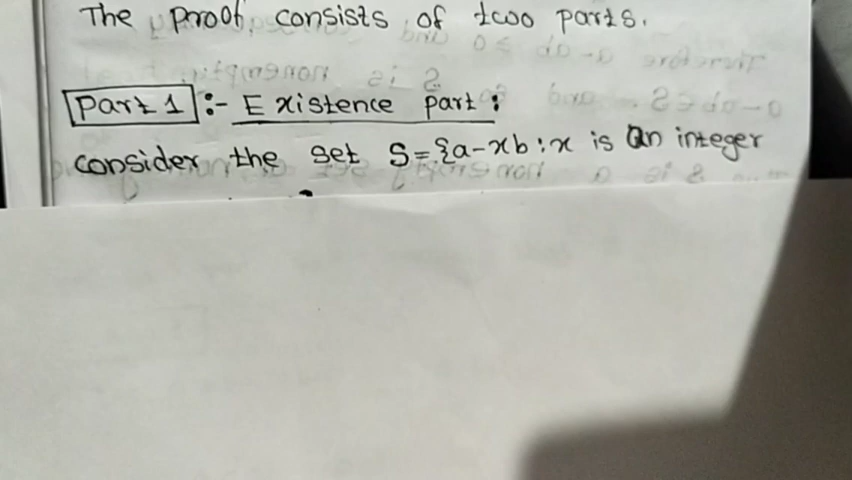 The proof consists of two parts.
Part 1 :- Existence part :
consider the set S = {a - xb : x is an integer